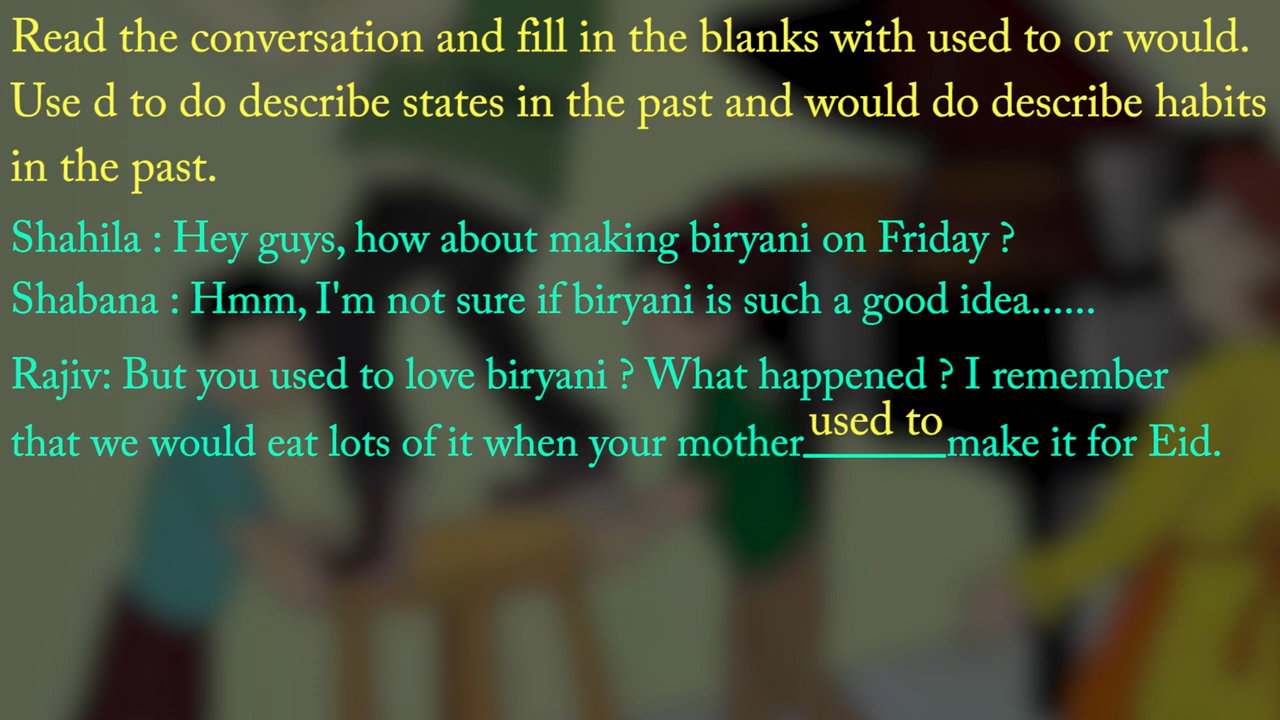 Read the conversation and fill in the blanks with used to or would.
Use d to do describe states in the past and would do describe habits
in the past.
Shahila : Hey guys, how about making biryani on Friday ?
Shabana : Hmm, I'm not sure if biryani is such a good idea......
Rajiv: But you used to love biryani ? What happened ? I remember
that we would eat lots of it when your mother used to make it for Eid.